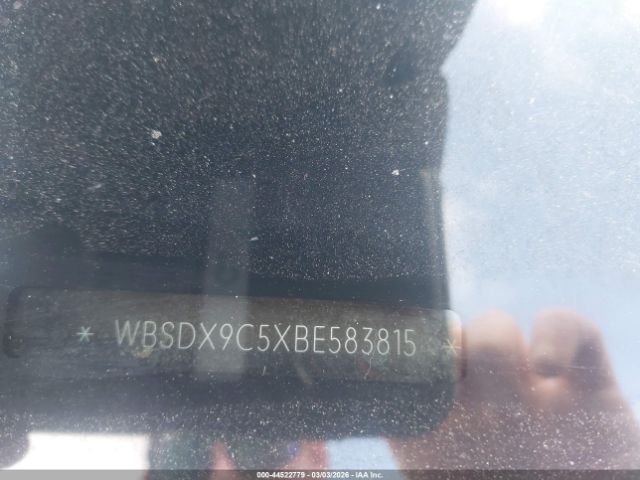 * WBSDX9C5XBE583815 *
000-44522779 - 03/03/2026 - IAA Inc.